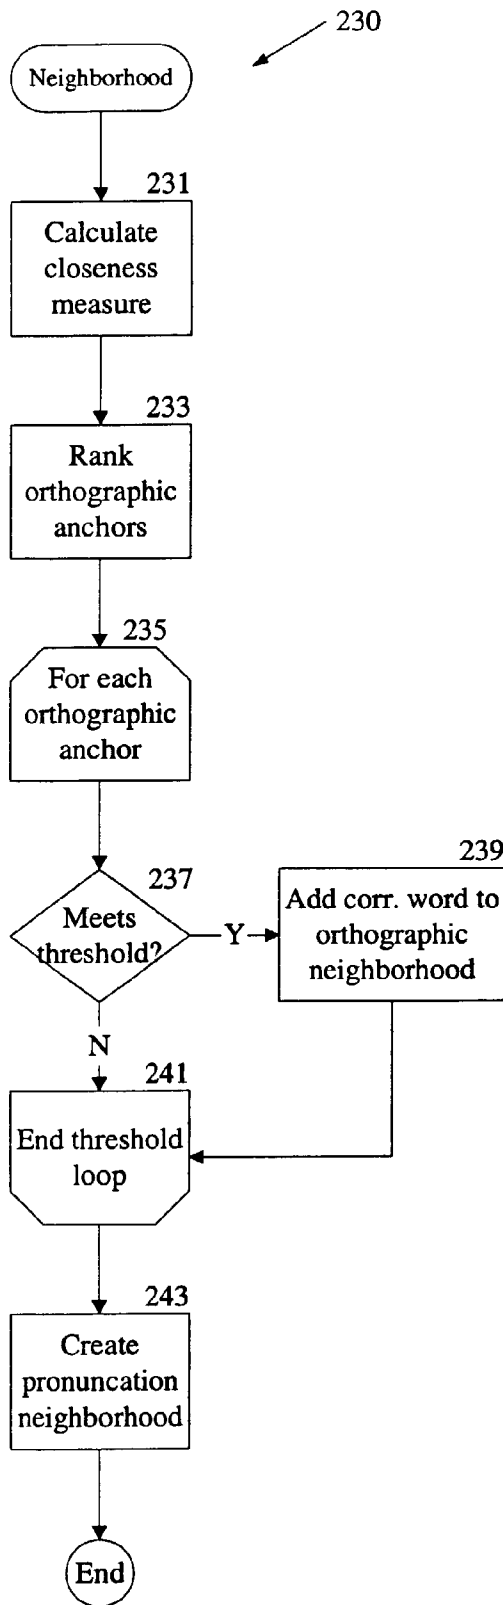 230
Neighborhood
231
Calculate
closeness
measure
233
Rank
orthographic
anchors
235
For each
orthographic
anchor
237
Meets
threshold?
Y
239
Add corr. word to
orthographic
neighborhood
N
241
End threshold
loop
243
Create
pronuncation
neighborhood
End